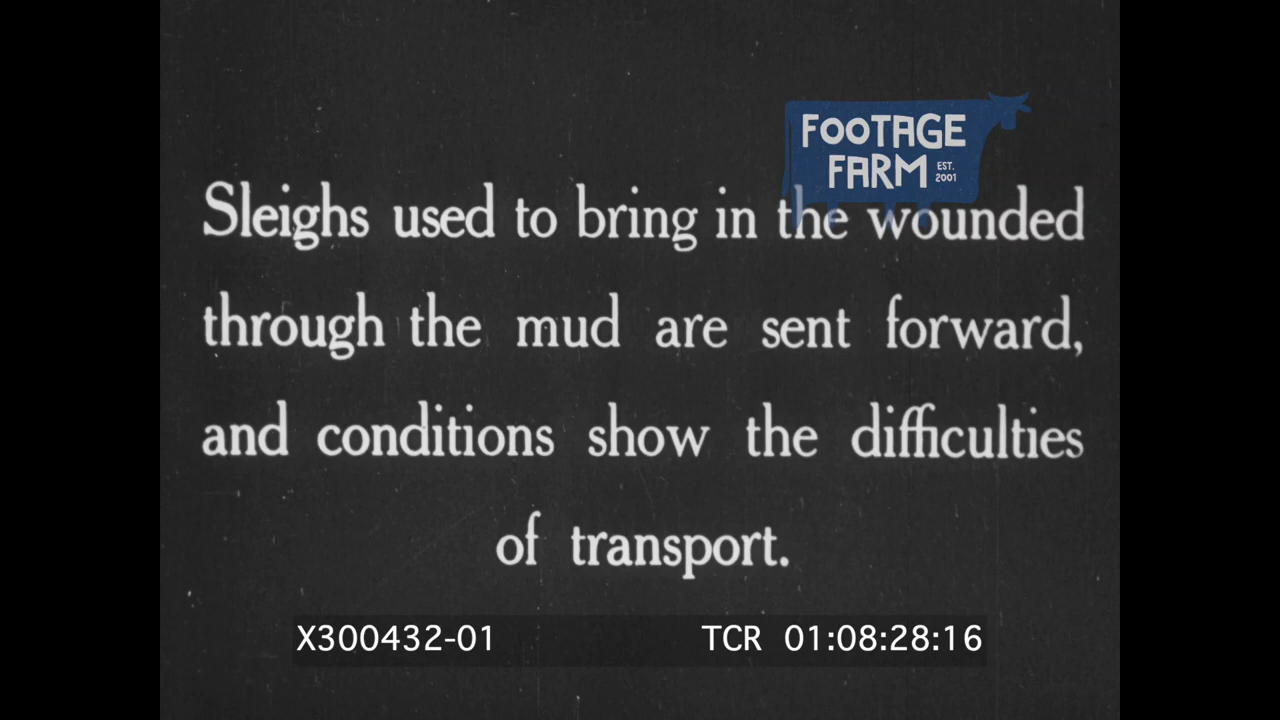 FOOTAGE
FARM EST. 2001
Sleighs used to bring in the wounded
through the mud are sent forward,
and conditions show the difficulties
of transport.
X300432-01 TCR 01:08:28:16